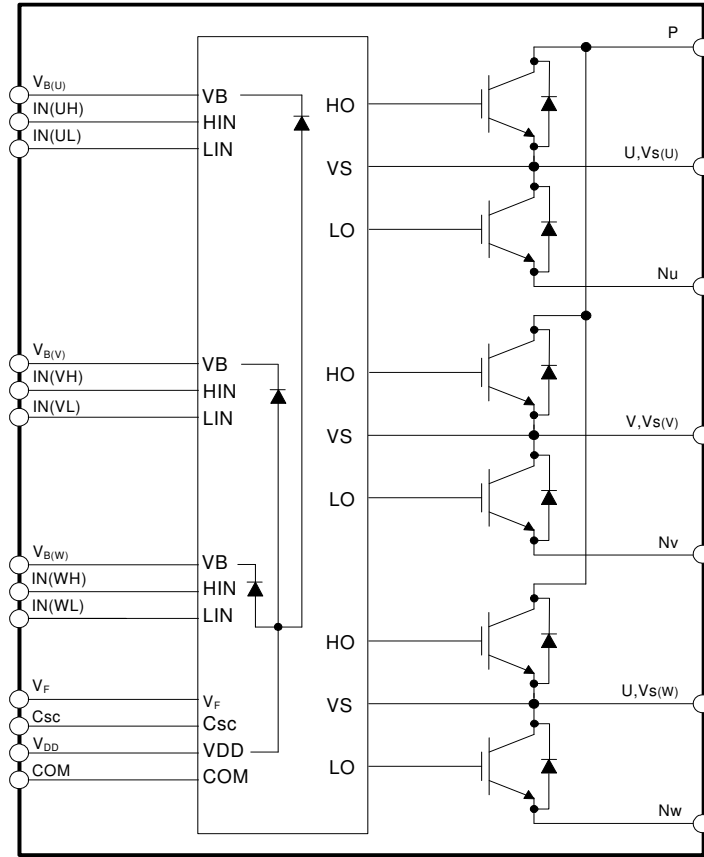 P
VB(U)
VB
HO
IN(UH)
HIN
IN(UL)
LIN
VS
U,Vs(U)
LO
Nu
VB(V)
VB
HO
IN(VH)
HIN
IN(VL)
LIN
VS
V,Vs(V)
LO
Nv
VB(W)
VB
IN(WH)
HIN
IN(WL)
LIN
HO
VF
VF
VS
U,Vs(W)
Csc
Csc
VDD
VDD
LO
COM
COM
Nw